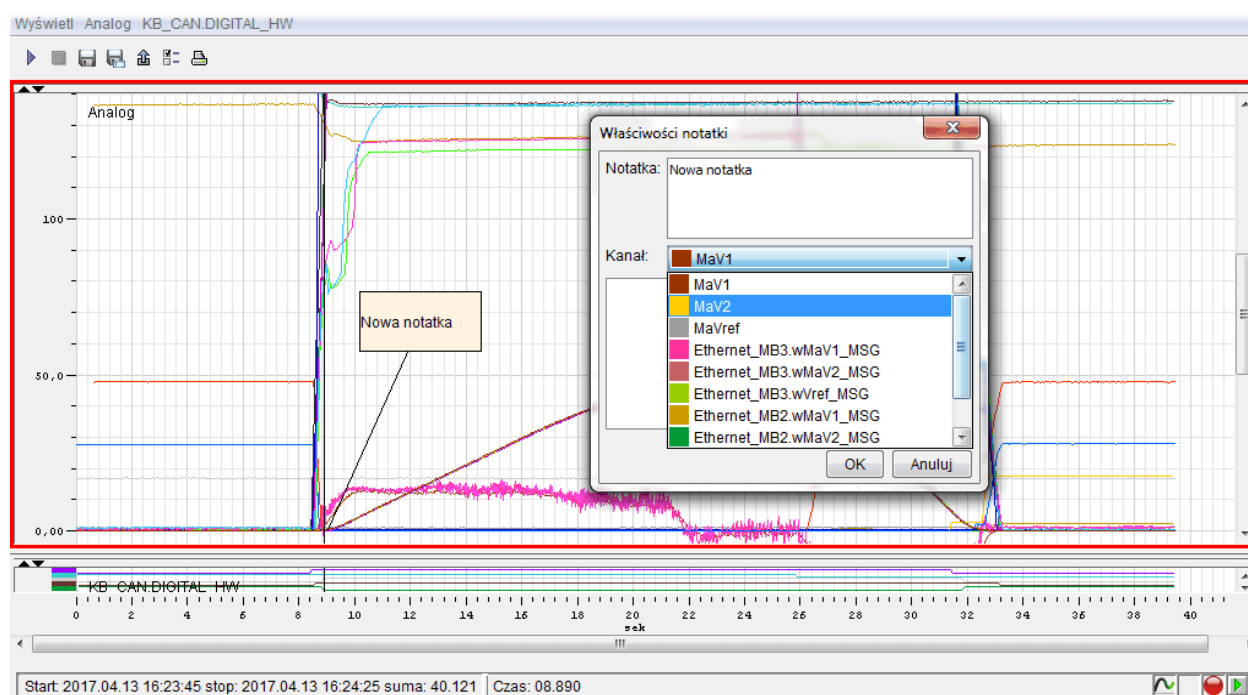 Wyświetl Analog KB_CAN.DIGITAL_HW
Analog
100
50,0
0,00
Nowa notatka
Właściwości notatki
Notatka: Nowa notatka
Kanał: MaV1
MaV1
MaV2
MaVref
Ethernet_MB3.wMaV1_MSG
Ethernet_MB3.wMaV2_MSG
Ethernet_MB3.wVref_MSG
Ethernet_MB2.wMaV1_MSG
Ethernet_MB2.wMaV2_MSG
OK Anuluj
KB_CAN.DIGITAL_HW
0 2 4 6 8 10 12 14 16 18 20 22 24 26 28 30 32 34 36 38 40
sek
Start: 2017.04.13 16:23:45 stop: 2017.04.13 16:24:25 suma: 40.121 Czas: 08.890